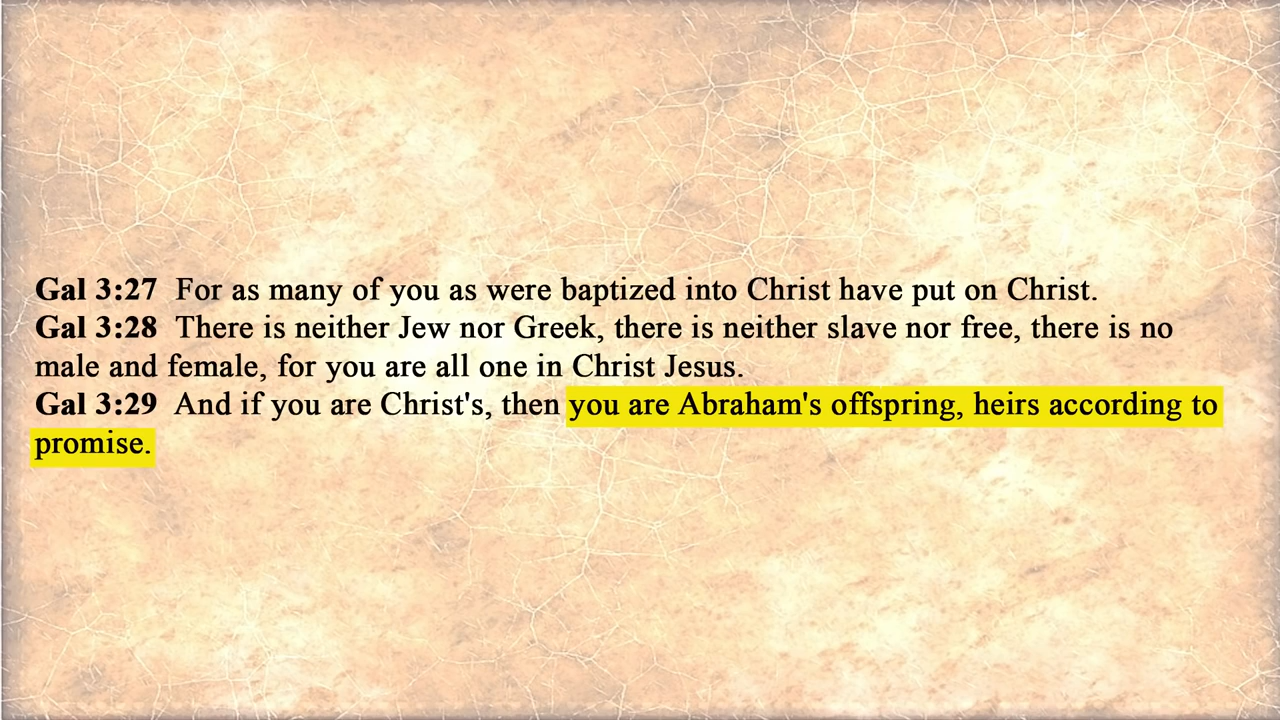 Gal 3:27 For as many of you as were baptized into Christ have put on Christ.
Gal 3:28 There is neither Jew nor Greek, there is neither slave nor free, there is no
male and female, for you are all one in Christ Jesus.
Gal 3:29 And if you are Christ's, then you are Abraham's offspring, heirs according to
promise.